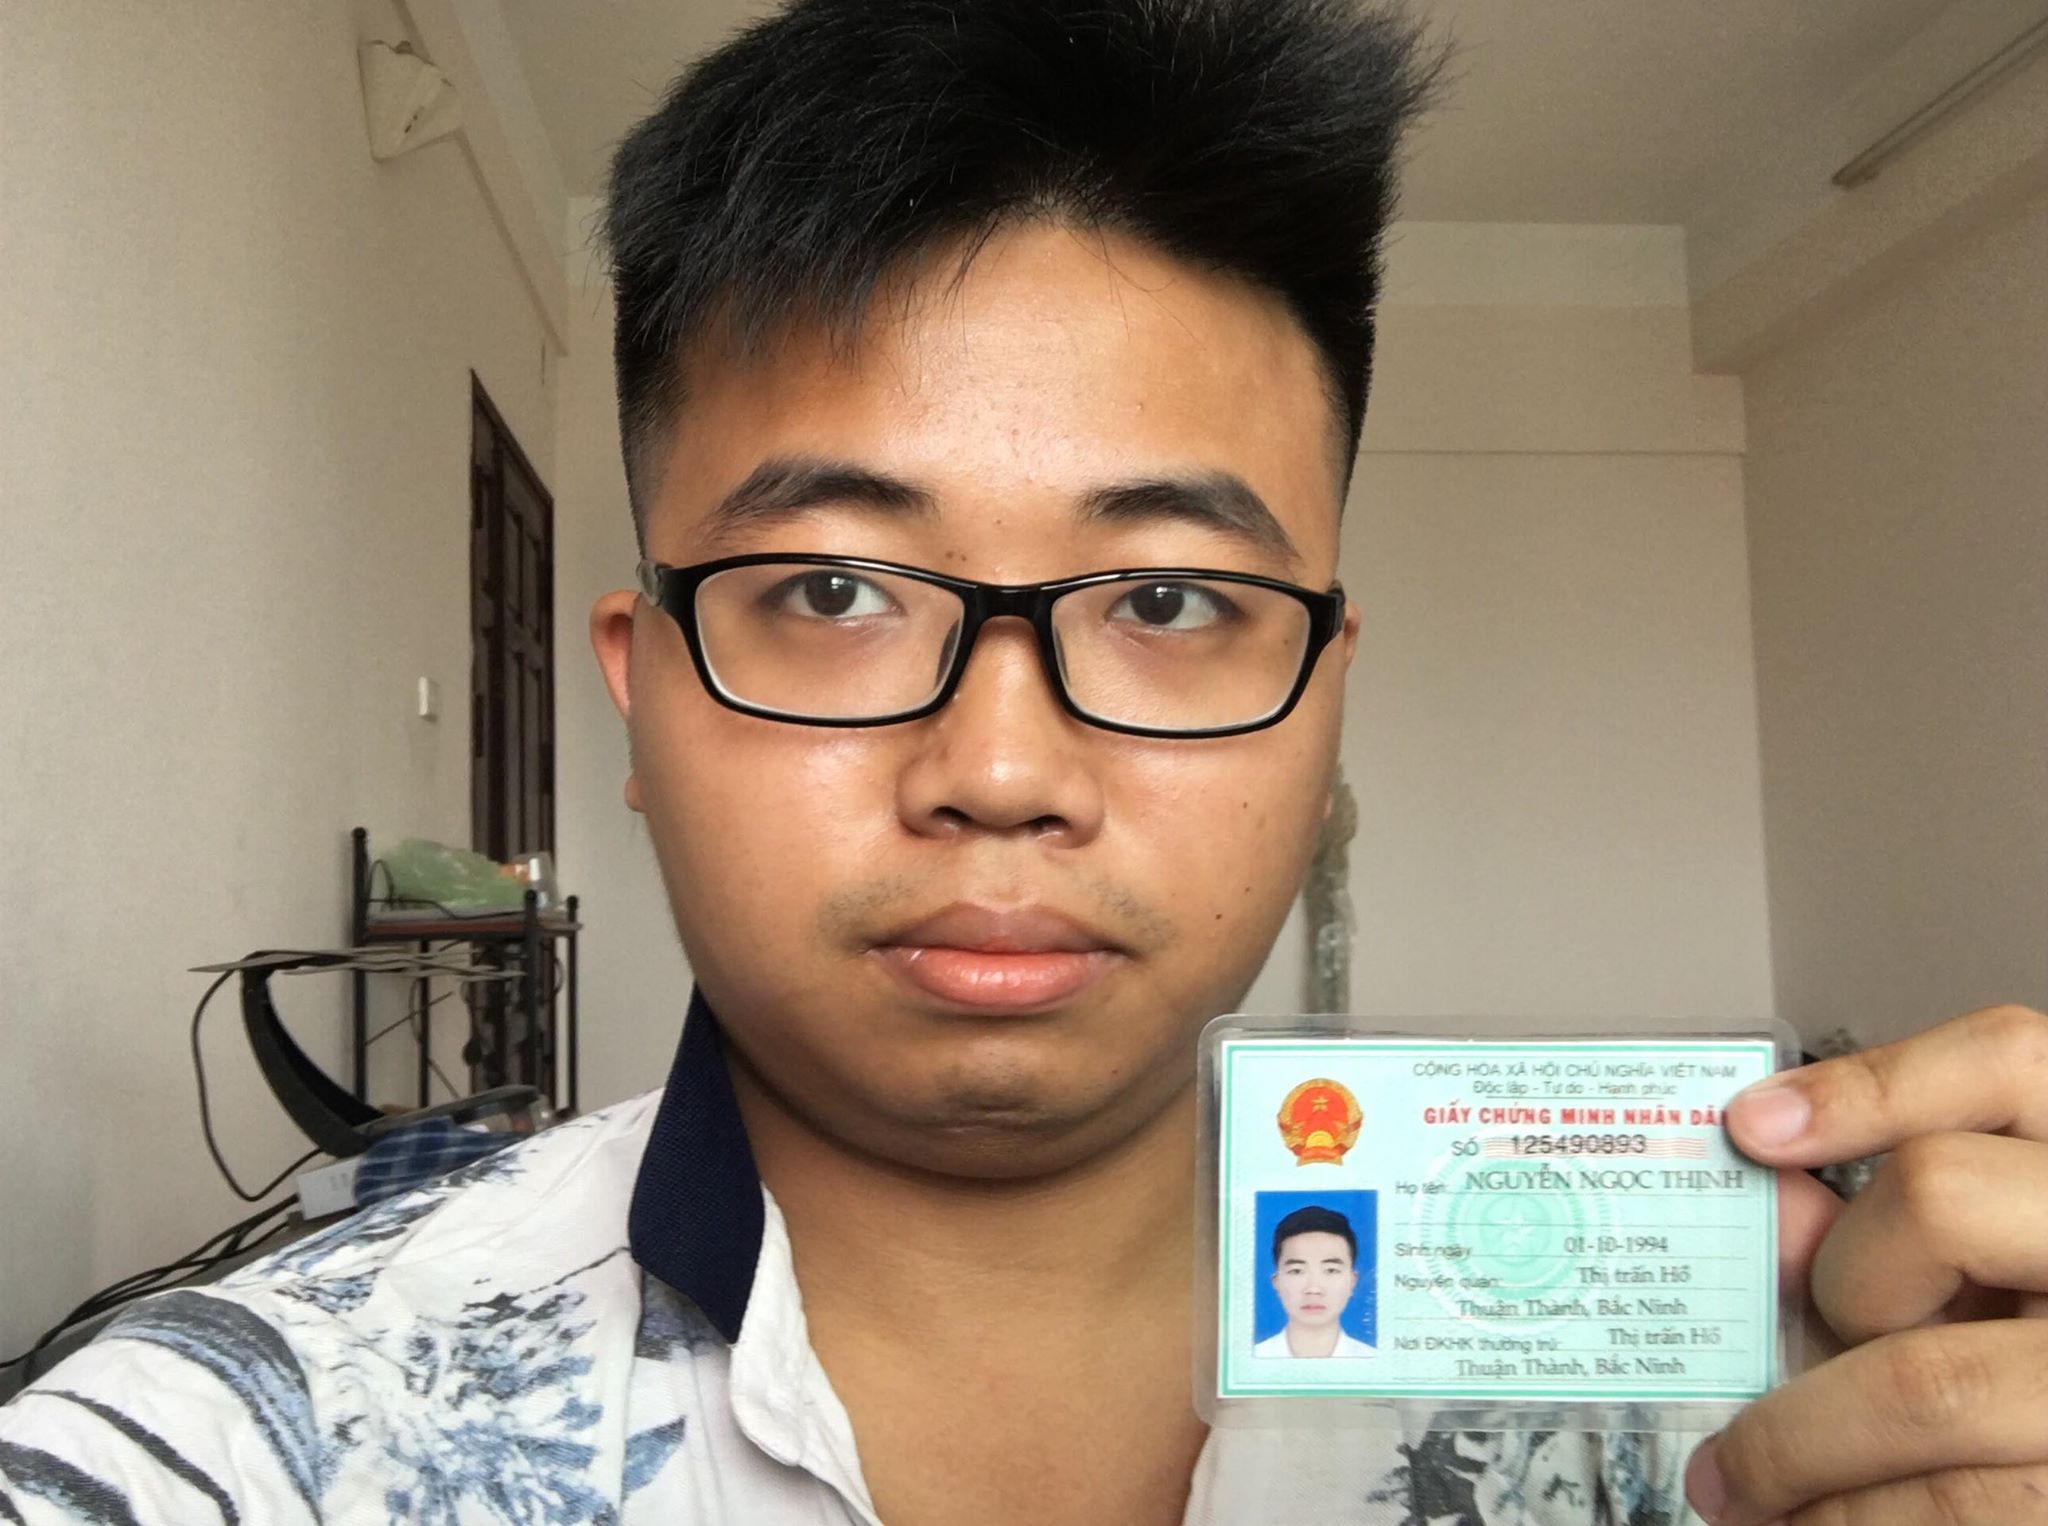 CỘNG HÒA XÃ HỘI CHỦ NGHĨA VIỆT NAM
Độc lập - Tự do - Hạnh phúc
GIẤY CHỨNG MINH NHÂN DÂ
SỐ 125490893
Họ tên: NGUYỄN NGỌC THỊNH
Sinh ngày 01-10-1994
Nguyên quán: Thị trấn Hồ
Thuận Thành, Bắc Ninh
Nơi ĐKHK thường trú: Thị trấn Hồ
Thuận Thành, Bắc Ninh